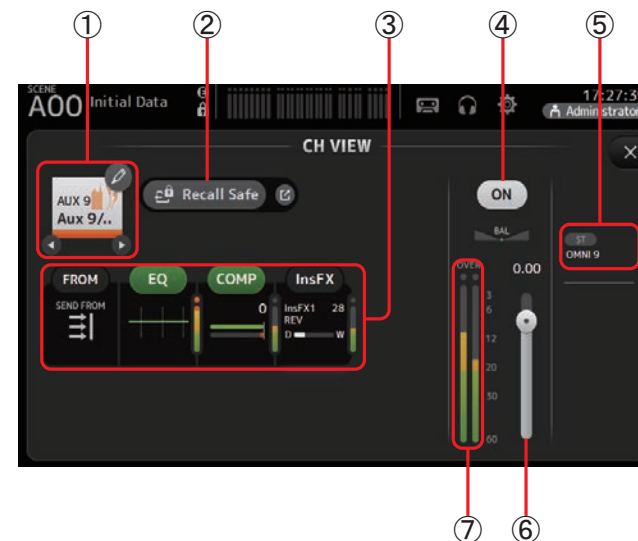 ① ② ③ ④ ⑤
SCENE
A00 Initial Data
17:27:3
Administrator
CH VIEW
AUX 9
Aux 9/..
Recall Safe
ON
BAL
ST
OMNI 9
FROM EQ COMP InsFX
SEND FROM
0
InsFX1 28
REV
D W
OVER
0.00
3
6
12
20
30
60
⑦ ⑥